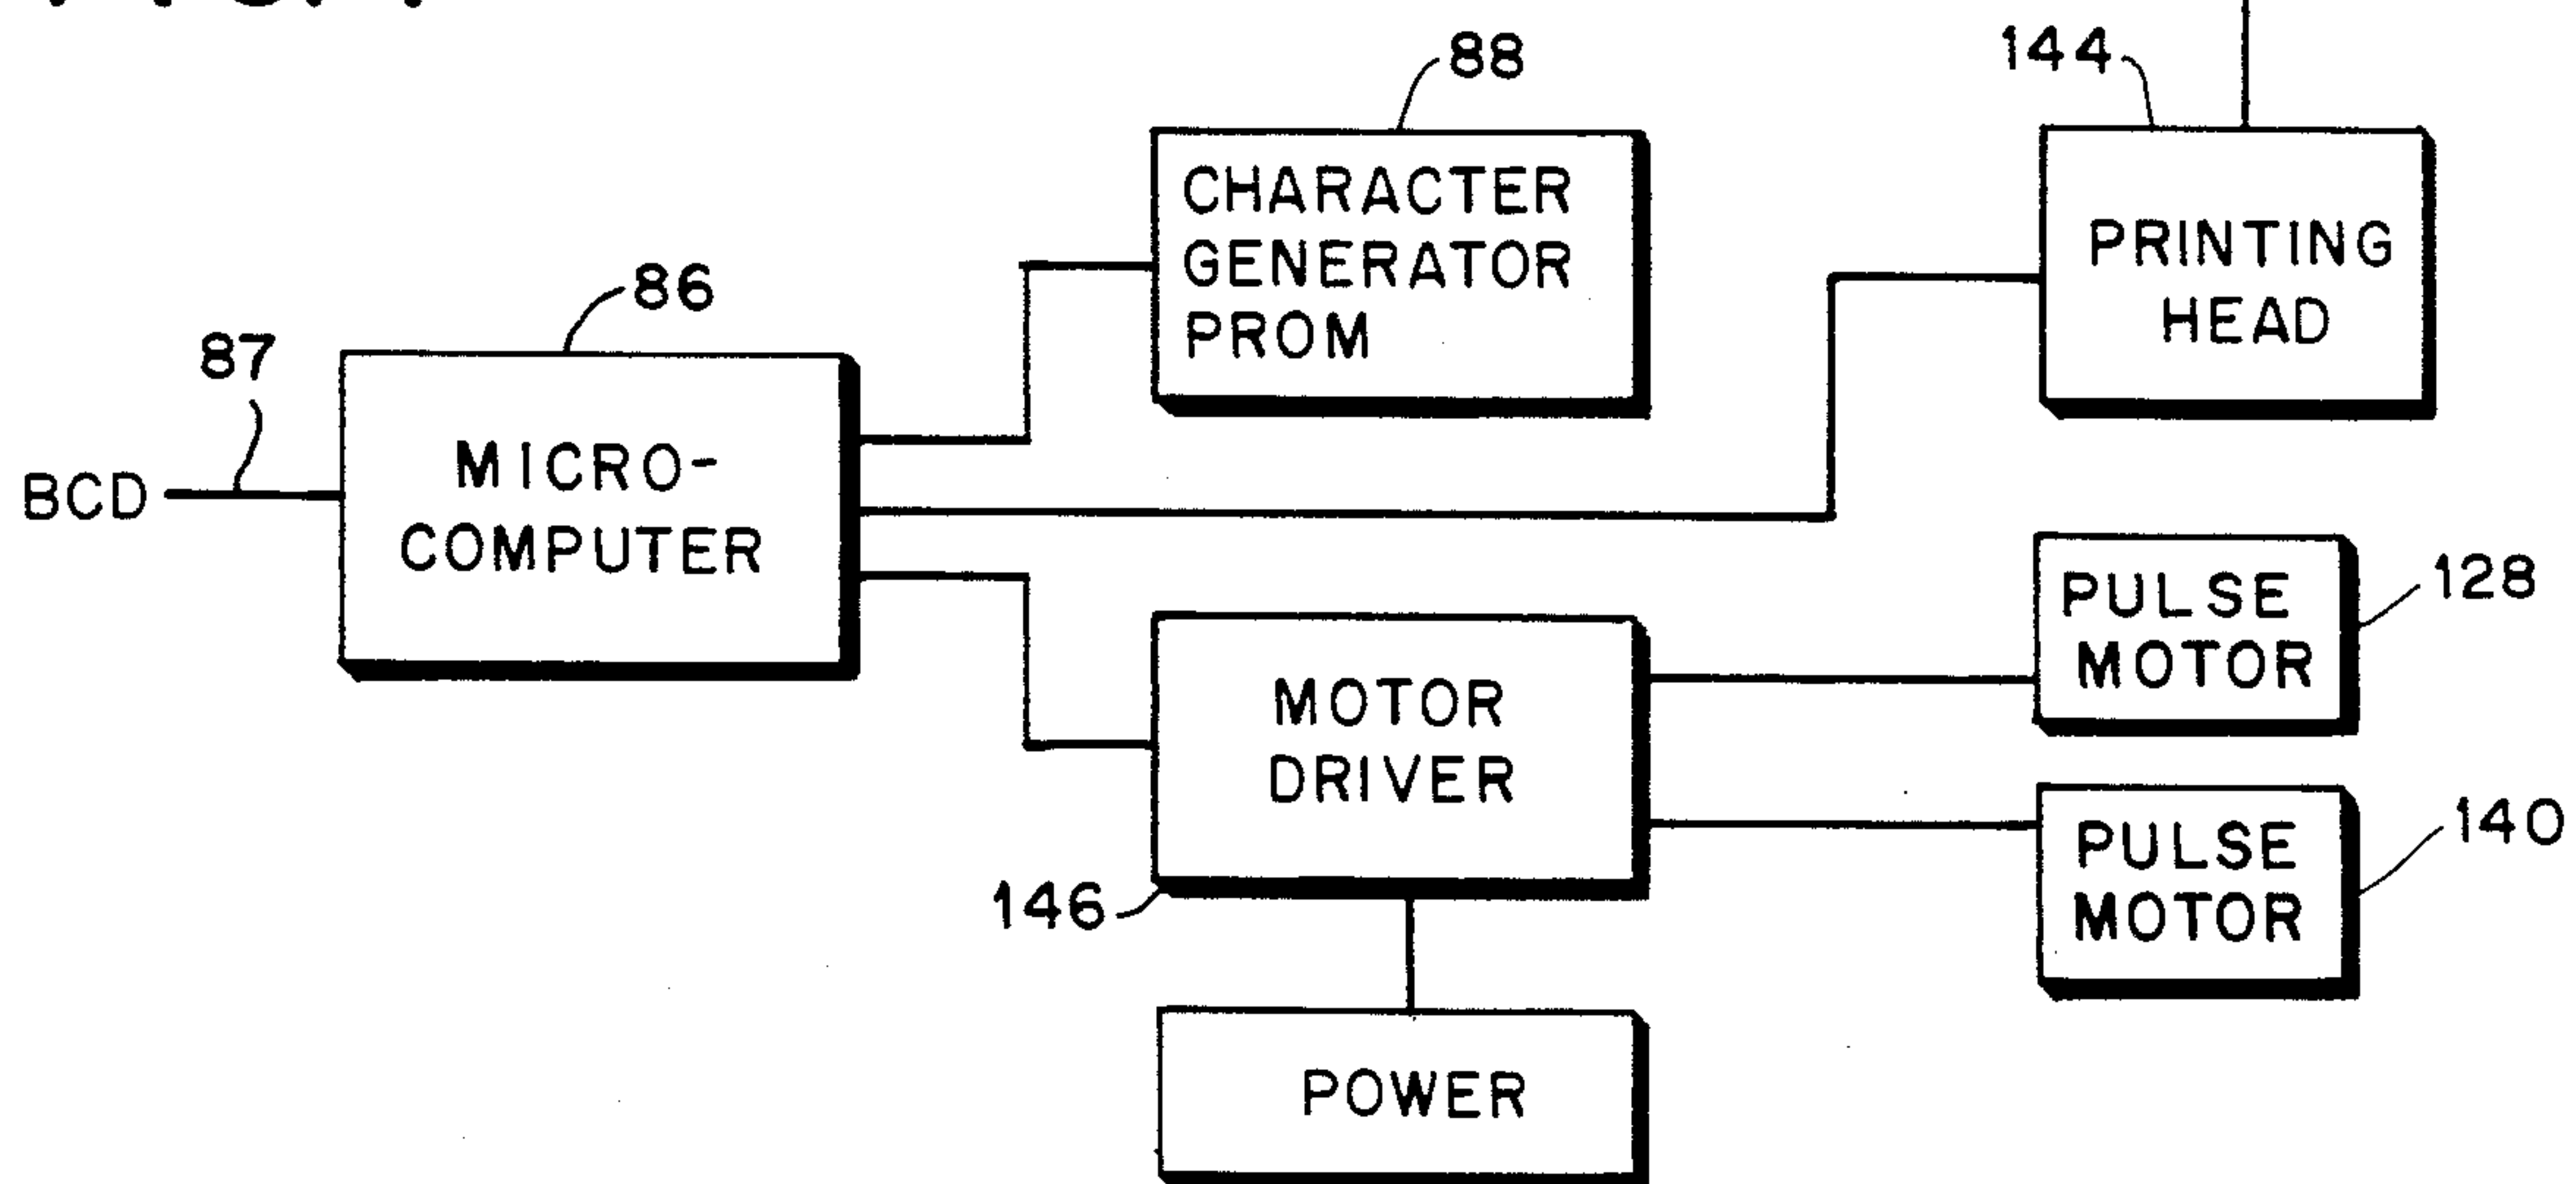 88
144
CHARACTER
GENERATOR
PROM
PRINTING
HEAD
86
87
MICRO-
COMPUTER
BCD
PULSE
MOTOR
128
MOTOR
DRIVER
146
PULSE
MOTOR
140
POWER